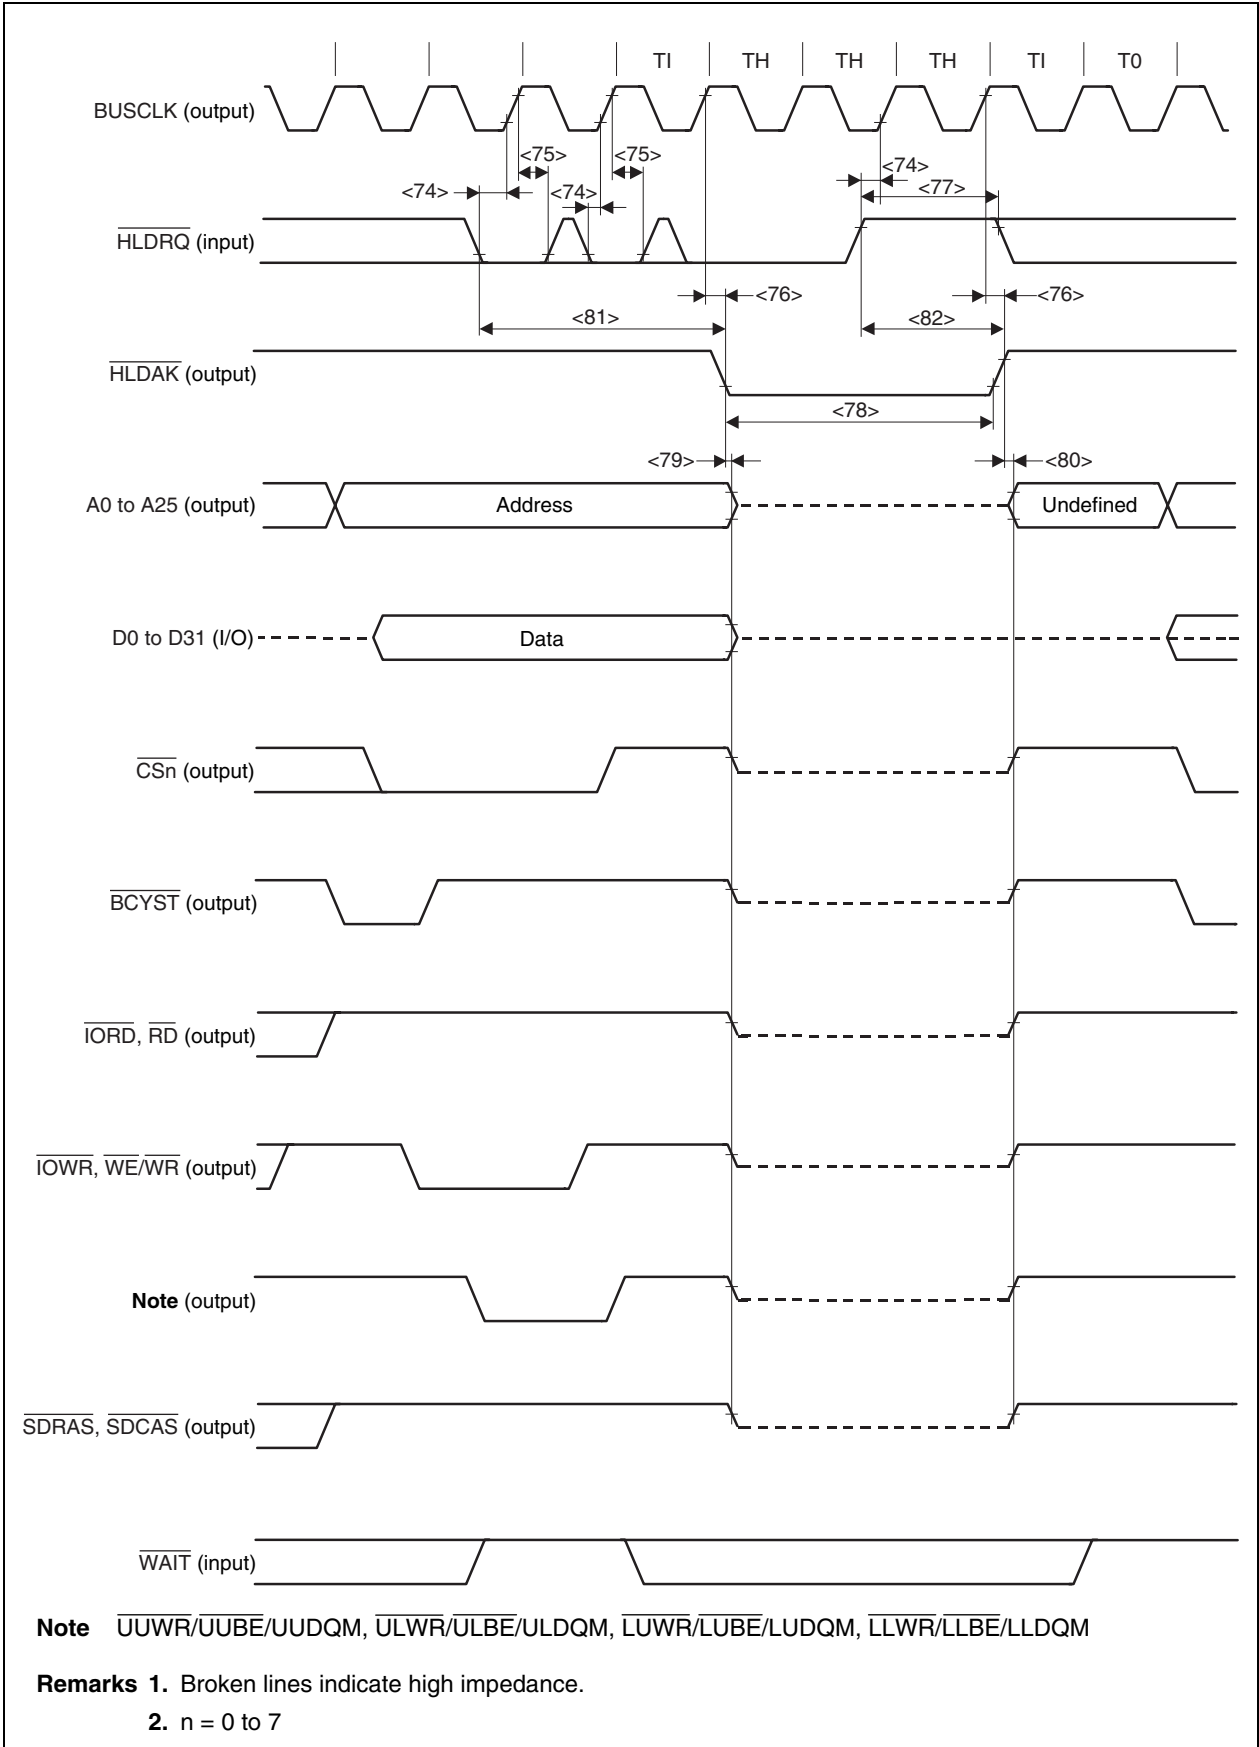 TI TH TH TH TI T0
BUSCLK (output)
<75> <75>
<74> <74> <74>
<77>
HLDRQ (input)
<76> <76>
<81> <82>
HLDAK (output)
<78>
<79> <80>
A0 to A25 (output) Address Undefined
D0 to D31 (I/O) Data
CSn (output)
BCYST (output)
IORD, RD (output)
IOWR, WE/WR (output)
Note (output)
SDRAS, SDCAS (output)
WAIT (input)
Note UUWR/UUBE/UUDQM, ULWR/ULBE/ULDQM, LUWR/LUBE/LUDQM, LLWR/LLBE/LLDQM
Remarks 1. Broken lines indicate high impedance.
2. n = 0 to 7